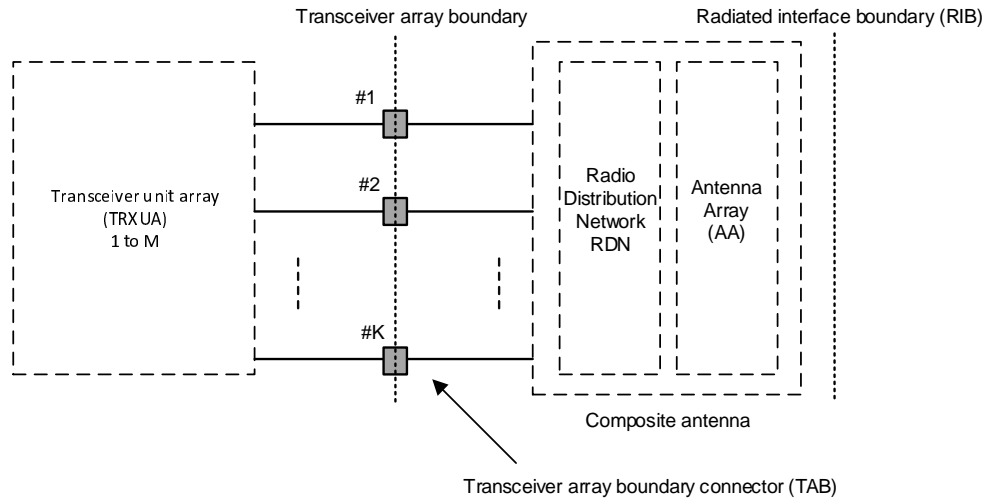 Transceiver array boundary
Radiated interface boundary (RIB)
#1
#2
#K
Transceiver unit array
(TRXUA)
1 to M
Radio
Distribution
Network
RDN
Antenna
Array
(AA)
Composite antenna
Transceiver array boundary connector (TAB)